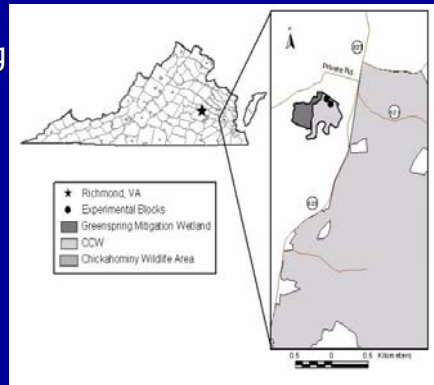 g
N
Private Rd
★ Richmond, VA
● Experimental Blocks
Greenspring Mitigation Wetland
CCW
Chickahominy Wildlife Area
0.5 0 0.5 Kilometers